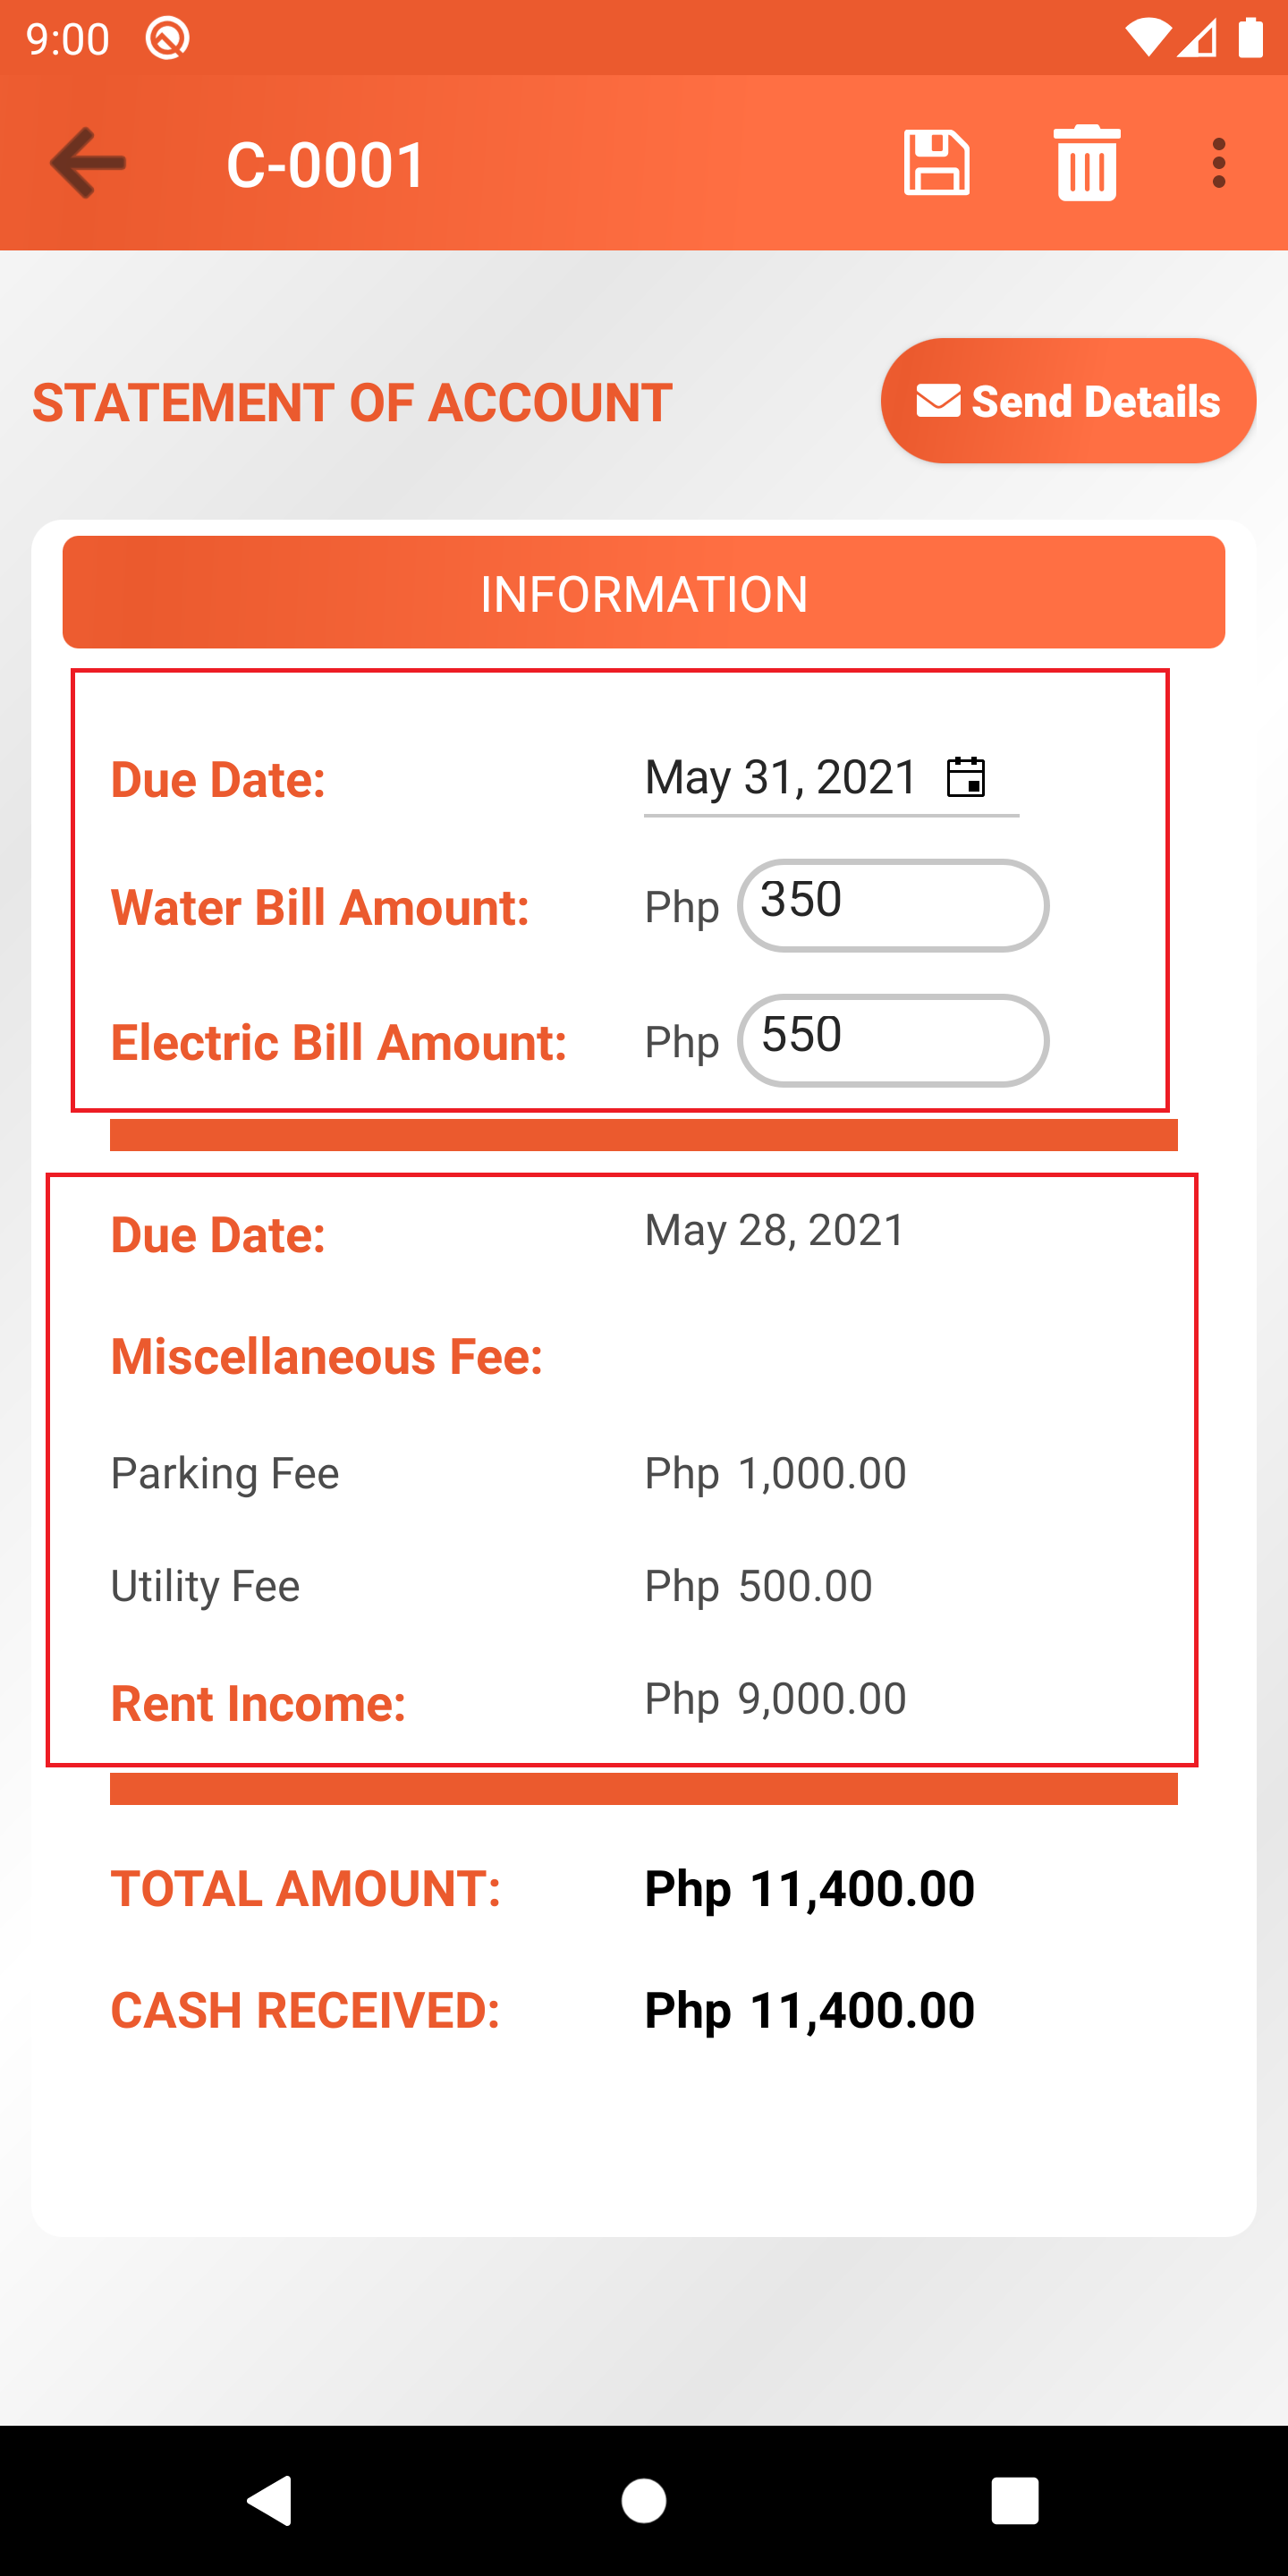 9:00
C-0001
STATEMENT OF ACCOUNT Send Details
INFORMATION
Due Date: May 31, 2021
Water Bill Amount: Php 350
Electric Bill Amount: Php 550
Due Date: May 28, 2021
Miscellaneous Fee:
Parking Fee Php 1,000.00
Utility Fee Php 500.00
Rent Income: Php 9,000.00
TOTAL AMOUNT: Php 11,400.00
CASH RECEIVED: Php 11,400.00